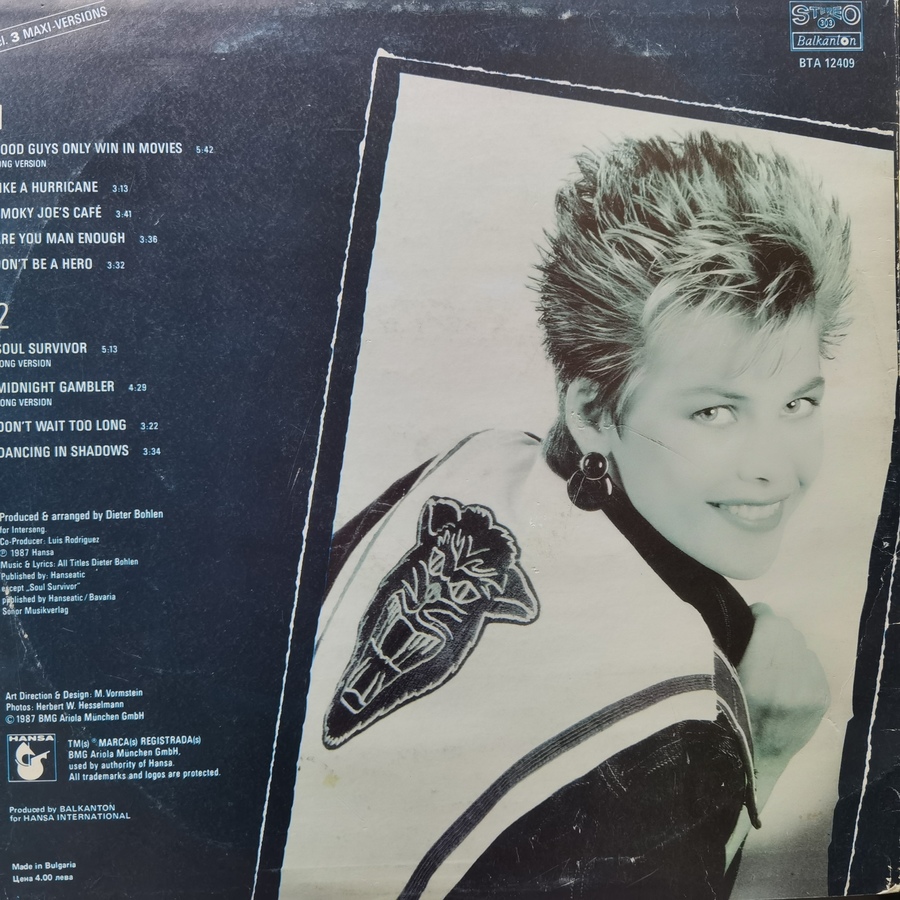 cl. 3 MAXI-VERSIONS
STEREO
33
Balkanton
BTA 12409
OOD GUYS ONLY WIN IN MOVIES 5:42
ONG VERSION
IKE A HURRICANE 3:13
MOKY JOE'S CAFÉ 3:41
ARE YOU MAN ENOUGH 3:36
DON'T BE A HERO 3:32
2
SOUL SURVIVOR 5:13
LONG VERSION
MIDNIGHT GAMBLER 4:29
LONG VERSION
DON'T WAIT TOO LONG 3:22
DANCING IN SHADOWS 3:34
Produced & arranged by Dieter Bohlen
for Intersong.
Co-Producer: Luis Rodriguez
℗ 1987 Hansa
Music & Lyrics: All Titles Dieter Bohlen
Published by: Hanseatic
except „Soul Survivor"
published by Hanseatic/Bavaria
Sonor Musikverlag
Art Direction & Design: M. Vormstein
Photos: Herbert W. Hesselmann
© 1987 BMG Ariola München GmbH
HANSA
TM(s) ® MARCA(s) REGISTRADA(s)
BMG Ariola München GmbH,
used by authority of Hansa.
All trademarks and logos are protected.
Produced by BALKANTON
for HANSA INTERNATIONAL
Made in Bulgaria
Цена 4.00 лева